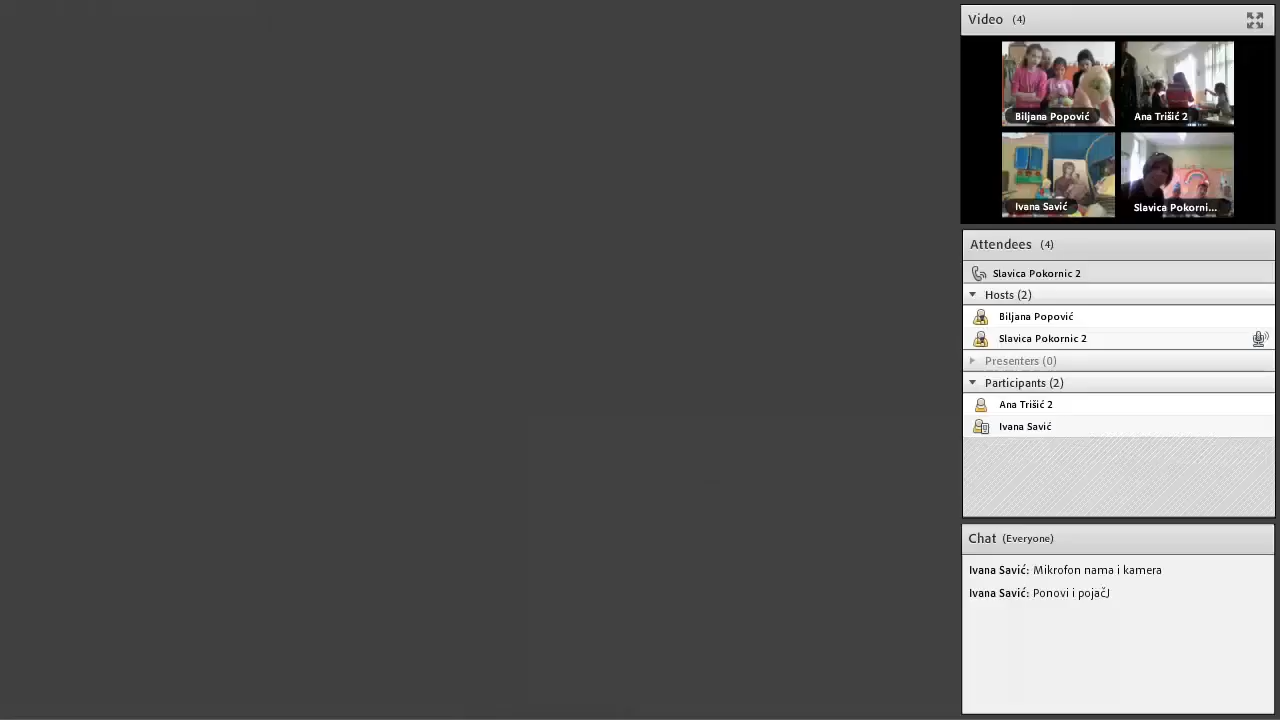 Video (4)
Biljana Popović
Ana Trišić 2
Ivana Savić
Slavica Pokorni...
Attendees (4)
Slavica Pokornic 2
Hosts (2)
Biljana Popović
Slavica Pokornic 2
Presenters (0)
Participants (2)
Ana Trišić 2
Ivana Savić
Chat (Everyone)
Ivana Savić: Mikrofon nama i kamera
Ivana Savić: Ponovi i pojačJ